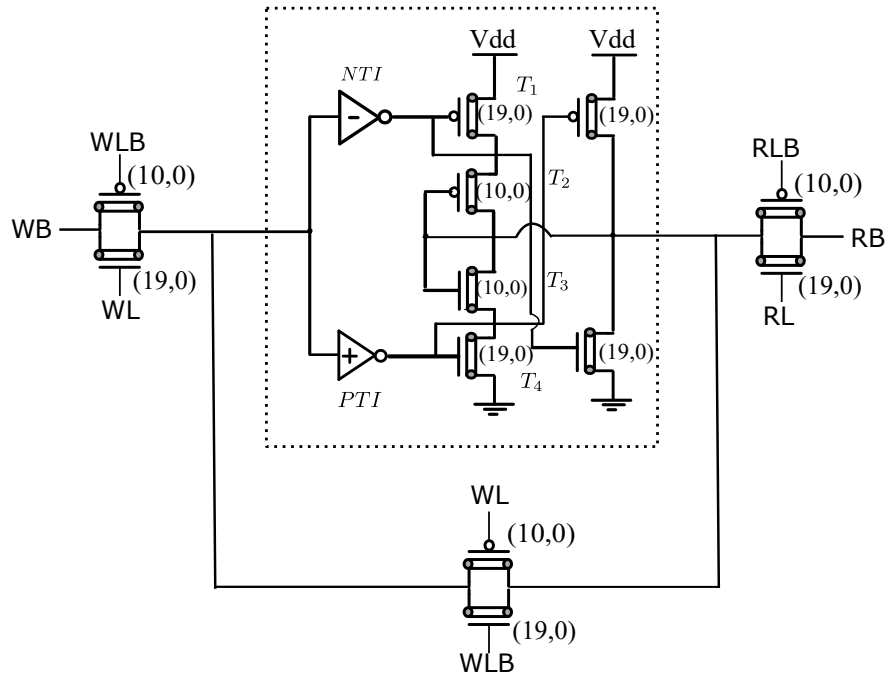 Vdd Vdd
NTI T1
(19,0) (19,0)
-
WLB
(10,0)
T2
(10,0)
RLB
(10,0)
WB
RB
(19,0)
WL
T3
(10,0)
(19,0)
RL
+
(19,0) (19,0)
PTI T4
WL
(10,0)
(19,0)
WLB